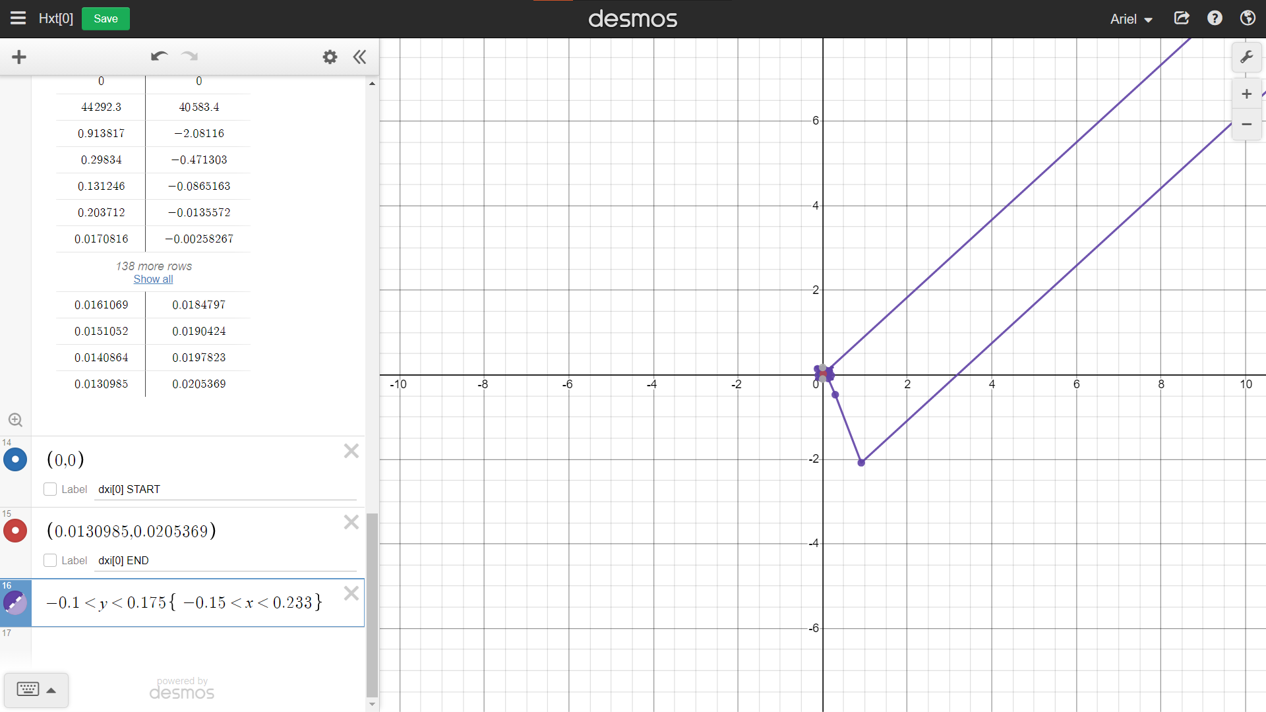 Hxt[0] Save desmos Ariel
0 0
44292.3 40583.4
0.913817 −2.08116
0.29834 −0.471303
0.131246 −0.0865163
0.203712 −0.0135572
0.0170816 −0.00258267
138 more rows
Show all
0.0161069 0.0184797
0.0151052 0.0190424
0.0140864 0.0197823
0.0130985 0.0205369
14
(0,0)
Label dxi[0] START
15
(0.0130985,0.0205369)
Label dxi[0] END
16
−0.1 < y < 0.175{ −0.15 < x < 0.233}
17
powered by
desmos
6
4
2
-10 -8 -6 -4 -2 0 2 4 6 8 10
-2
-4
-6